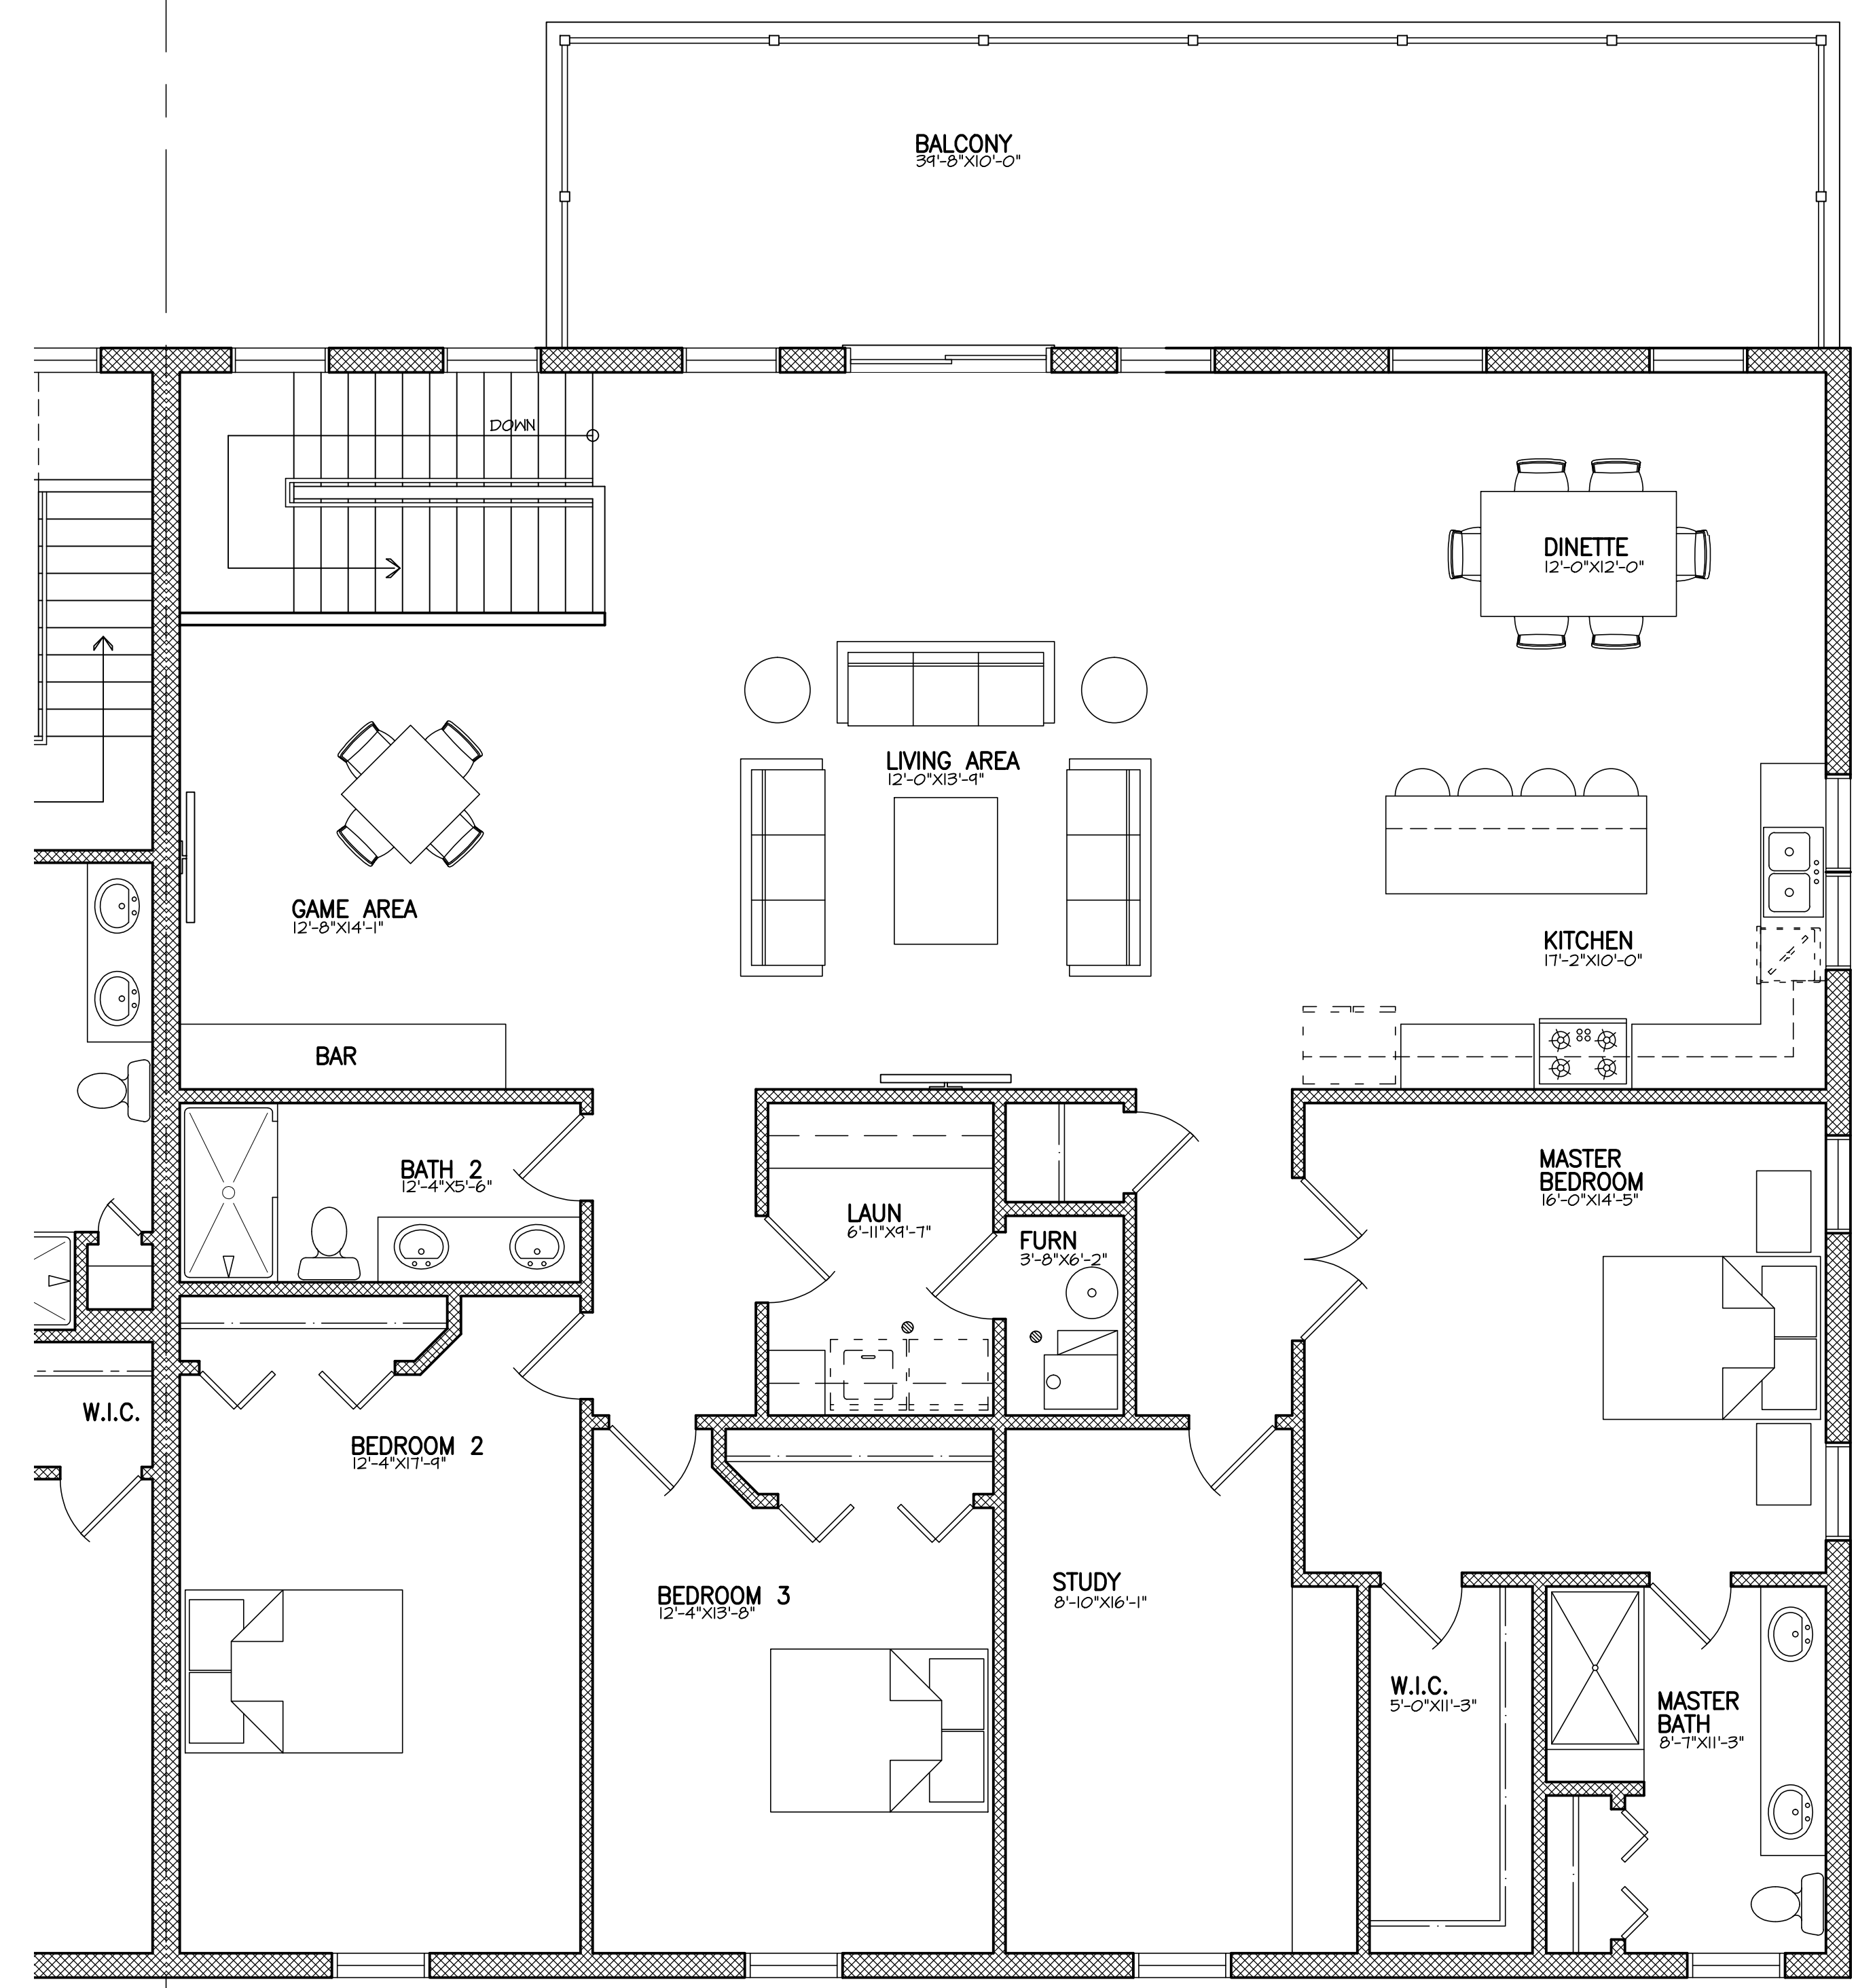 BALCONY
39'-8"X10'-0"
DOWN
DINETTE
12'-0"X12'-0"
LIVING AREA
12'-0"X13'-9"
GAME AREA
12'-8"X14'-1"
KITCHEN
17'-2"X10'-0"
BAR
BATH 2
12'-4"X5'-6"
LAUN
6'-11"X9'-7"
FURN
3'-8"X6'-2"
MASTER
BEDROOM
16'-0"X14'-5"
W.I.C.
BEDROOM 2
12'-4"X17'-9"
BEDROOM 3
12'-4"X13'-8"
STUDY
8'-10"X16'-1"
W.I.C.
5'-0"X11'-3"
MASTER
BATH
8'-7"X11'-3"